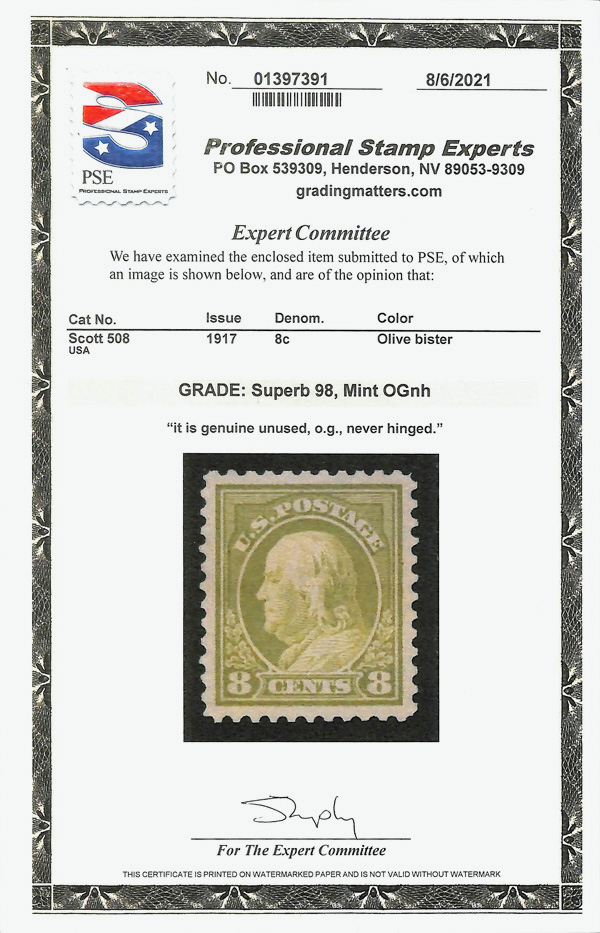 No. 01397391 8/6/2021
PSE
PROFESSIONAL STAMP EXPERTS
Professional Stamp Experts
PO Box 539309, Henderson, NV 89053-9309
gradingmatters.com
Expert Committee
We have examined the enclosed item submitted to PSE, of which
an image is shown below, and are of the opinion that:
Cat No. Issue Denom. Color
Scott 508 1917 8c Olive bister
USA
GRADE: Superb 98, Mint OGnh
“it is genuine unused, o.g., never hinged.”
U.S. POSTAGE
8 CENTS 8
For The Expert Committee
THIS CERTIFICATE IS PRINTED ON WATERMARKED PAPER AND IS NOT VALID WITHOUT WATERMARK